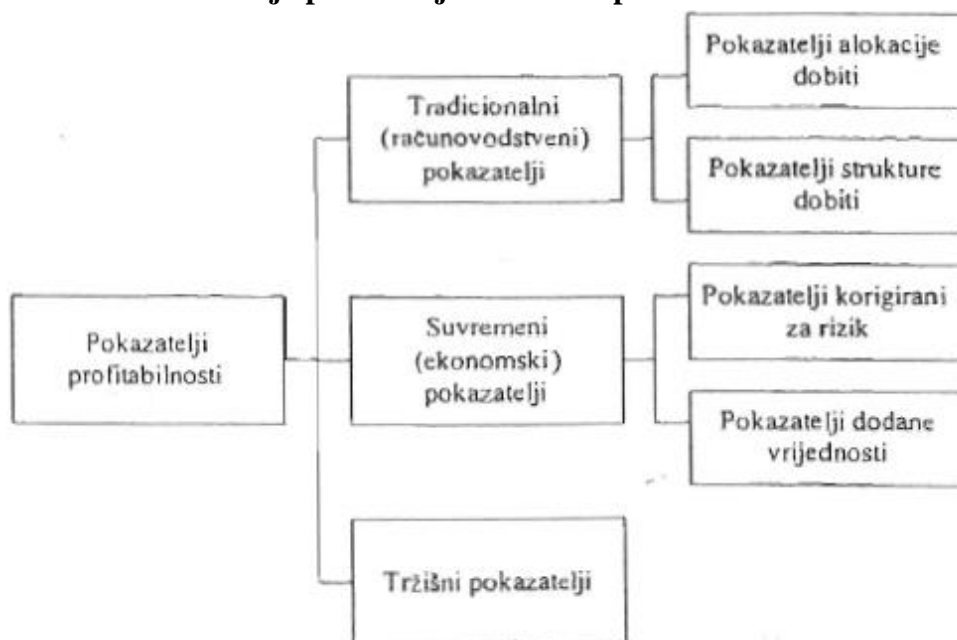 Pokazatelji
profitabilnosti
Tradicionalni
(računovodstveni)
pokazatelji
Pokazatelji alokacije
dobiti
Pokazatelji strukture
dobiti
Suvremeni
(ekonomski)
pokazatelji
Pokazatelji korigirani
za rizik
Pokazatelji dodane
vrijednosti
Tržišni pokazatelji